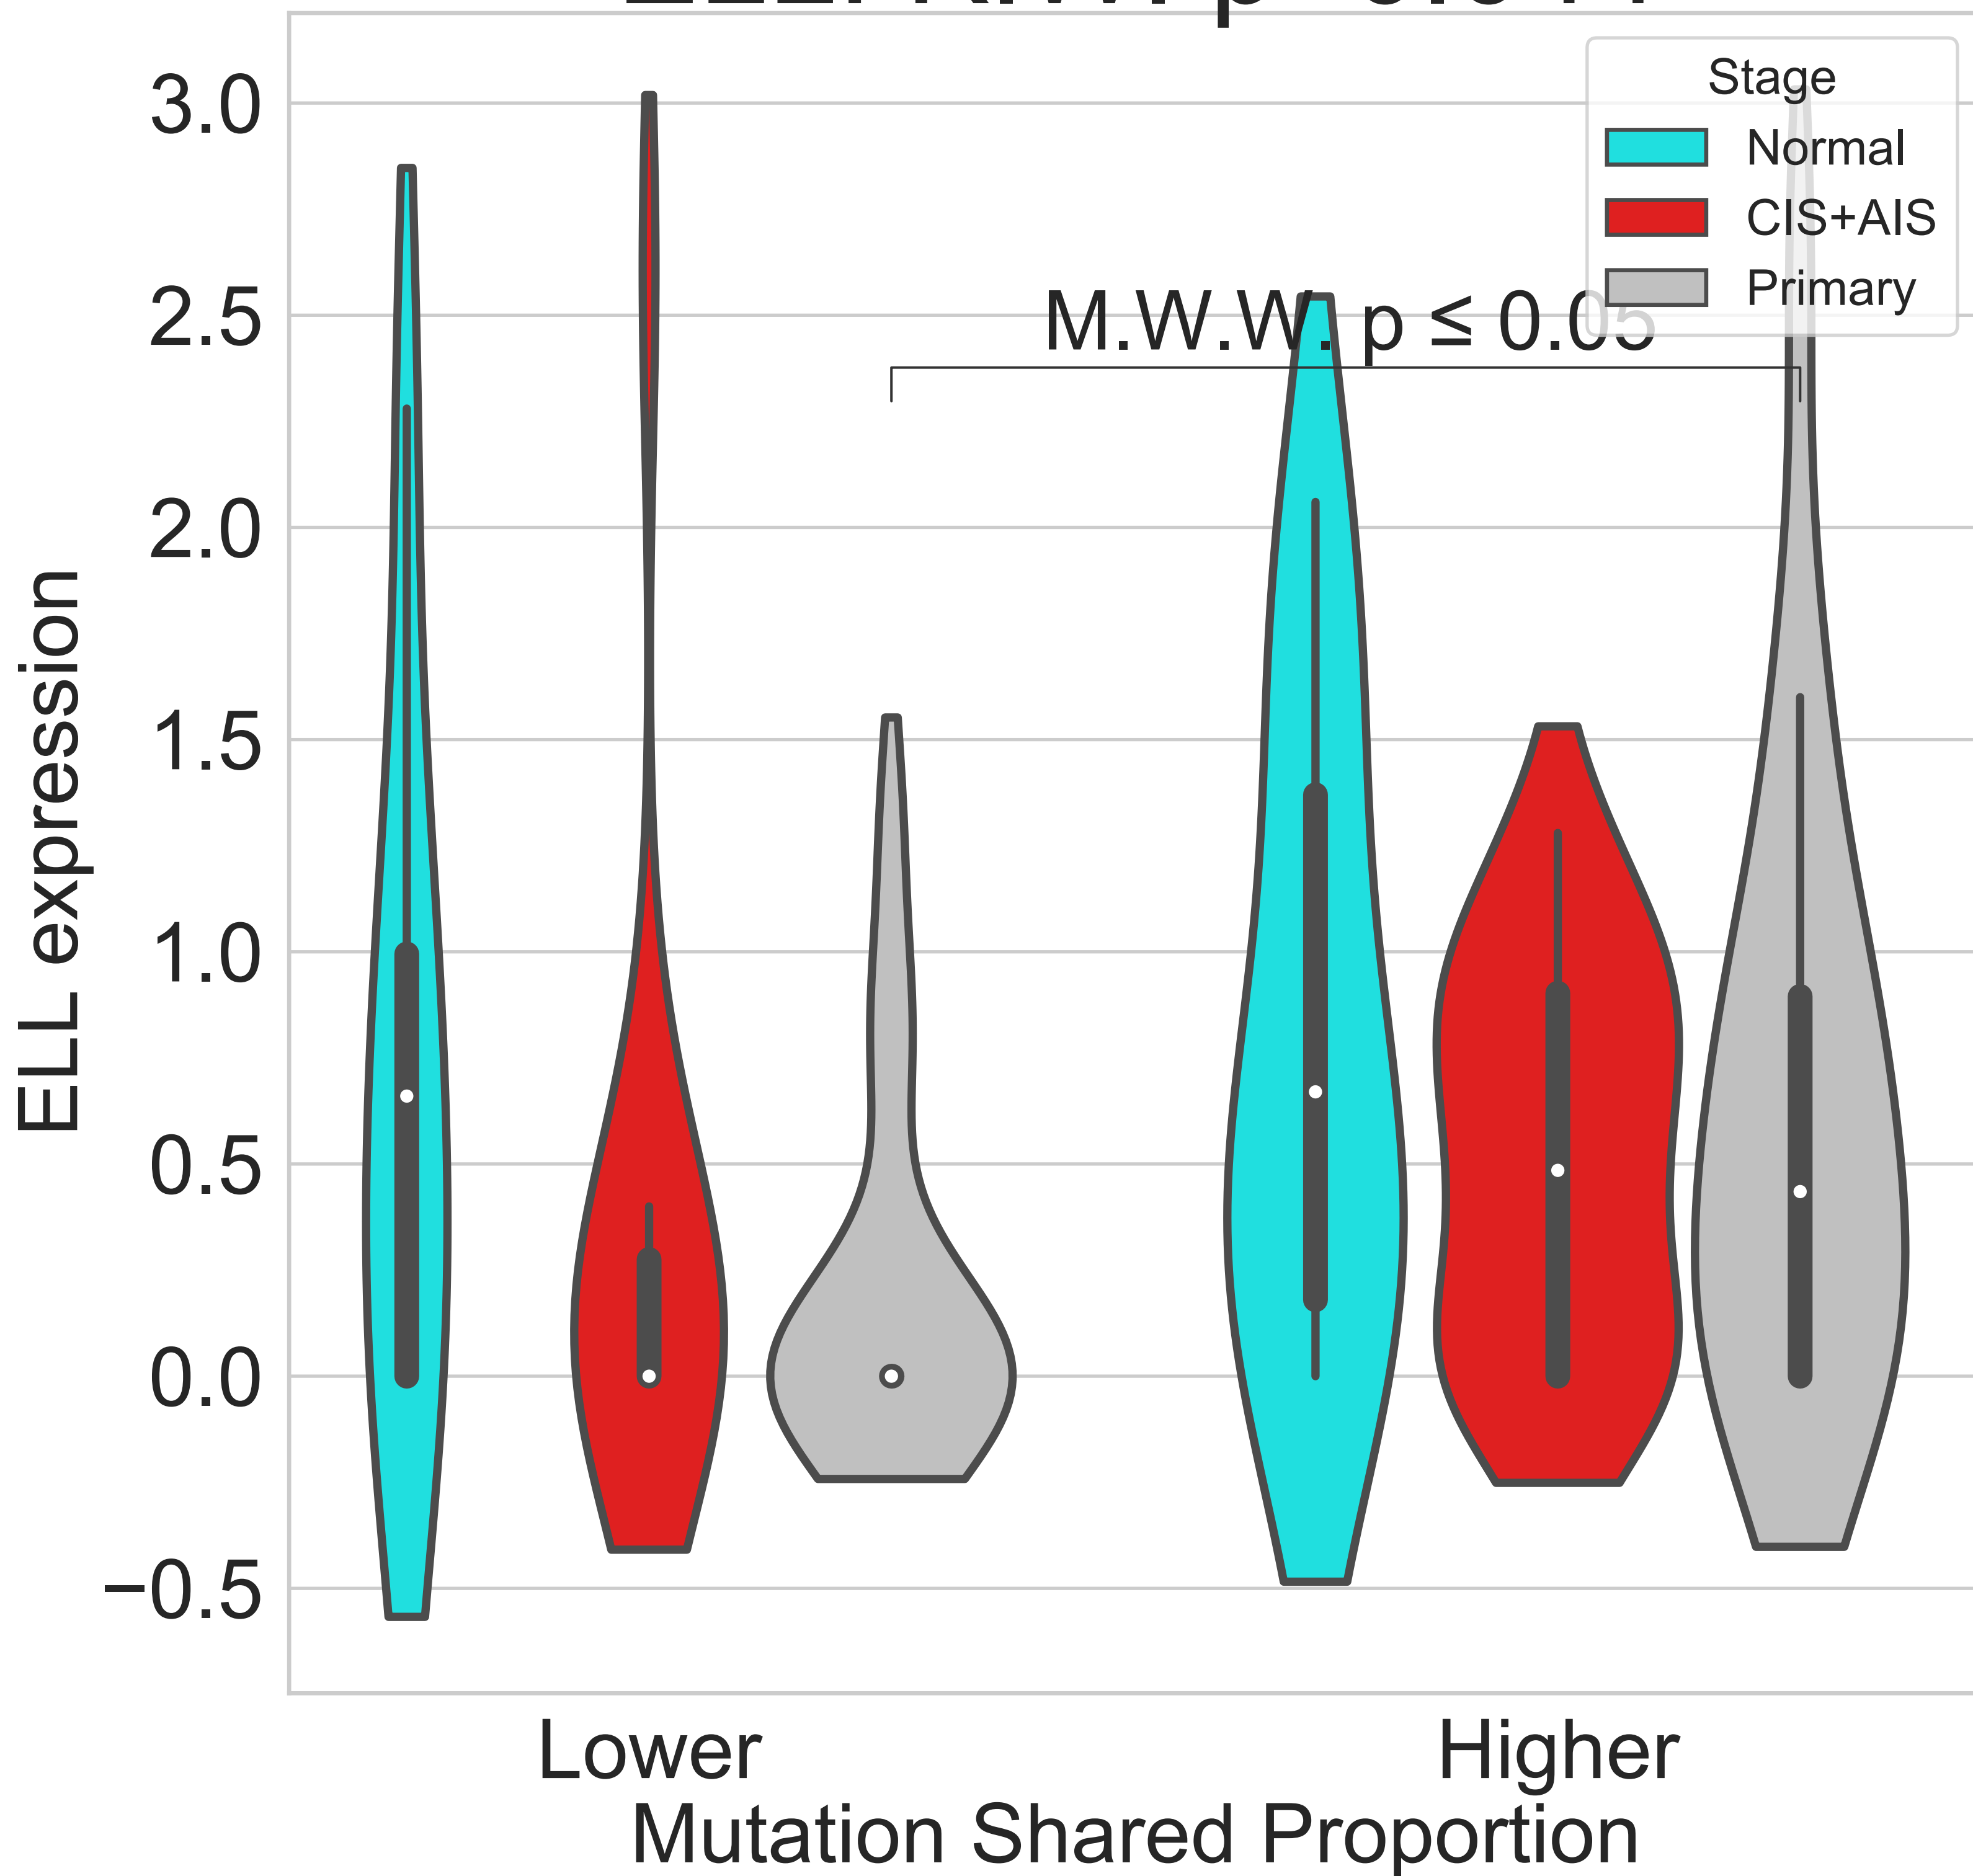 Stage
Normal
CIS+AIS
Primary
M.W.W. p ≤ 0.05
3.0
2.5
2.0
1.5
1.0
0.5
0.0
−0.5
ELL expression
Lower
Higher
Mutation Shared Proportion